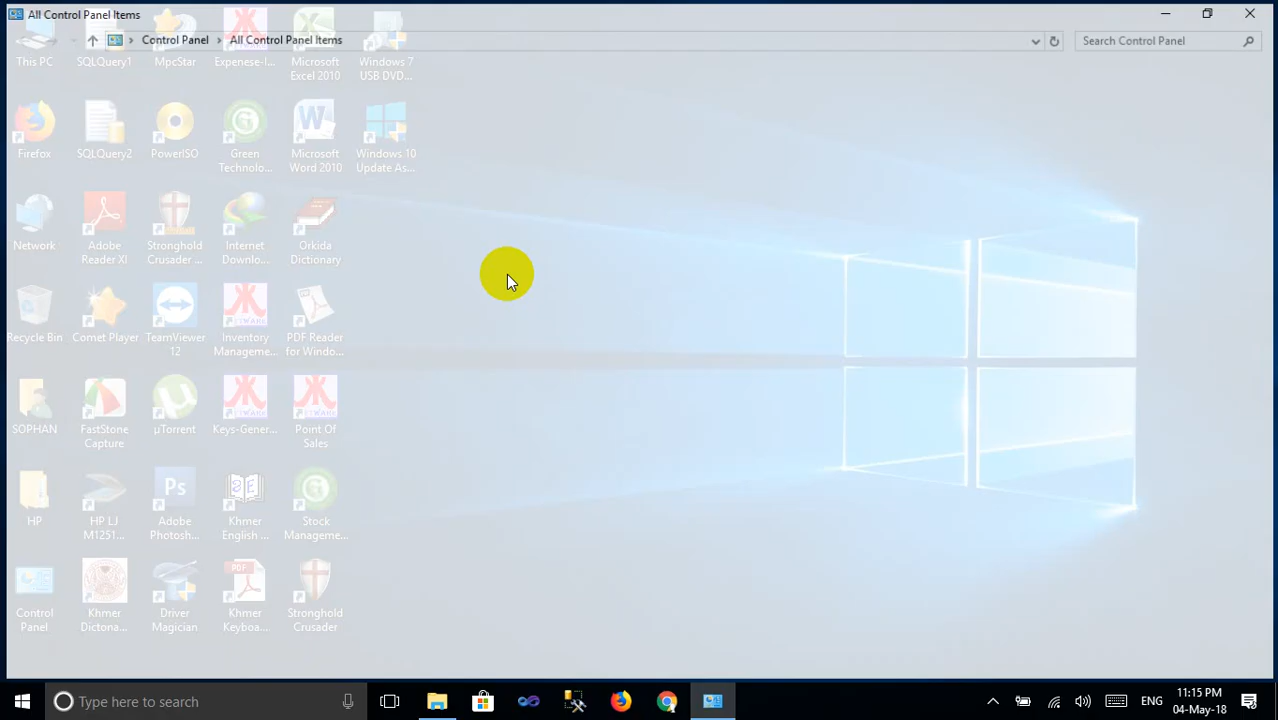 All Control Panel Items
Control Panel
All Control Panel Items
Search Control Panel
This PC
SQLQuery1
MpcStar
Expenese-I...
Microsoft
Excel 2010
Windows 7
USB DVD...
Firefox
SQLQuery2
PowerISO
Green
Technolo...
Microsoft
Word 2010
Windows 10
Update As...
Network
Adobe
Reader XI
Stronghold
Crusader ...
Internet
Downlo...
Orkida
Dictionary
Recycle Bin
Comet Player
TeamViewer
12
Inventory
Manageme...
PDF Reader
for Windo...
SOPHAN
FastStone
Capture
µTorrent
Keys-Gener...
Point Of
Sales
HP
HP LJ
M1251...
Adobe
Photosh...
Khmer
English ...
Stock
Manageme...
Control
Panel
Khmer
Dictona...
Driver
Magician
Khmer
Keyboa...
Stronghold
Crusader
Type here to search
ENG
11:15 PM
04-May-18